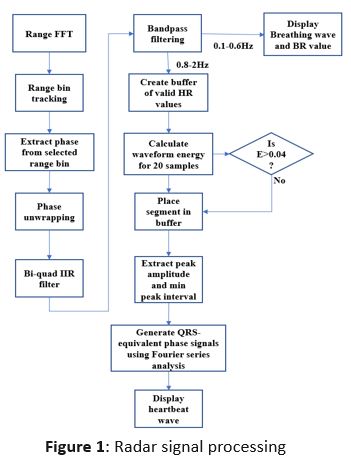 Range FFT
Range bin
tracking
Extract phase
from selected
range bin
Phase
unwrapping
Bi-quad IIR
filter
Bandpass
filtering
0.1-0.6Hz
Display
Breathing wave
and BR value
0.8-2Hz
Create buffer
of valid HR
values
Calculate
waveform energy
for 20 samples
Is
E>0.04
?
No
Place
segment in
buffer
Extract peak
amplitude
and min
peak interval
Generate QRS-
equivalent phase signals
using Fourier series
analysis
Display
heartbeat
wave
Figure 1: Radar signal processing